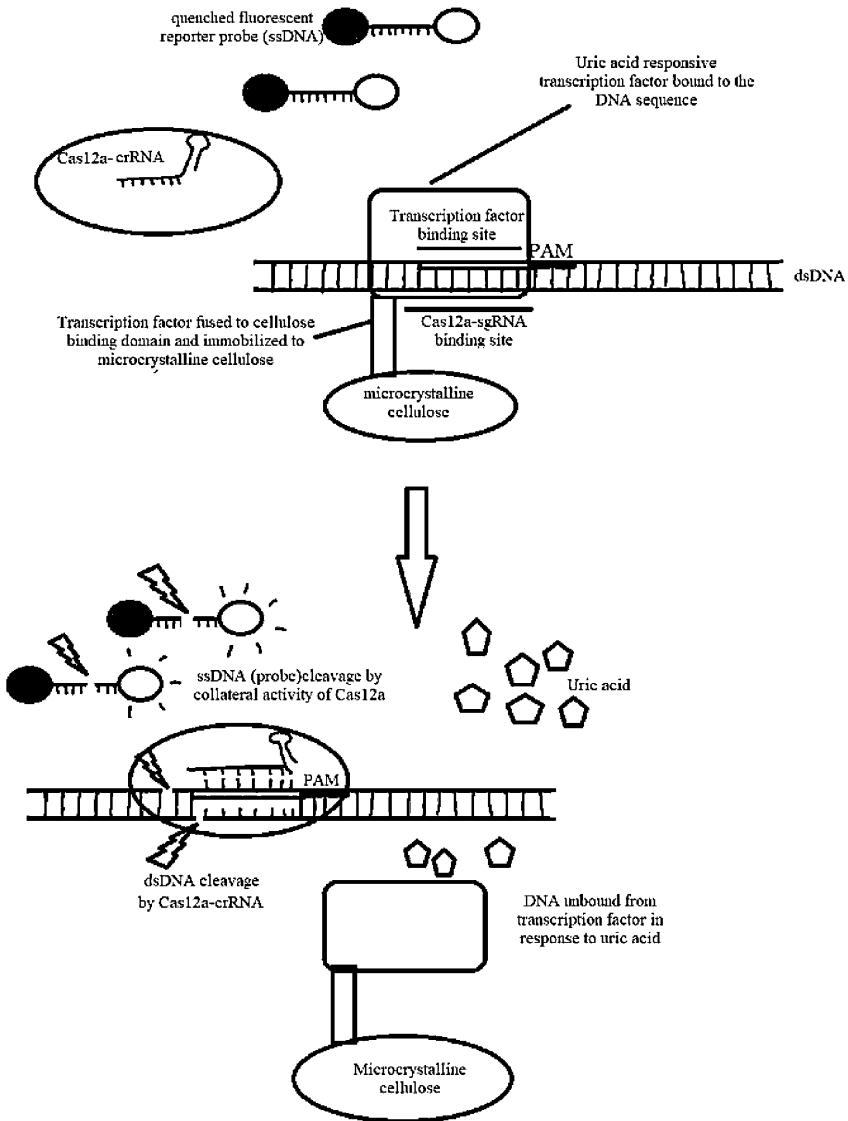 quenched fluorescent
reporter probe (ssDNA)
Uric acid responsive
transcription factor bound to the
DNA sequence
Cas12a-crRNA
Transcription factor
binding site
PAM
dsDNA
Transcription factor fused to cellulose
binding domain and immobilized to
microcrystalline cellulose
Cas12a-sgRNA
binding site
microcrystalline
cellulose
ssDNA (probe)cleavage by
collateral activity of Cas12a
Uric acid
PAM
dsDNA cleavage
by Cas12a-crRNA
DNA unbound from
transcription factor in
response to uric acid
Microcrystalline
cellulose